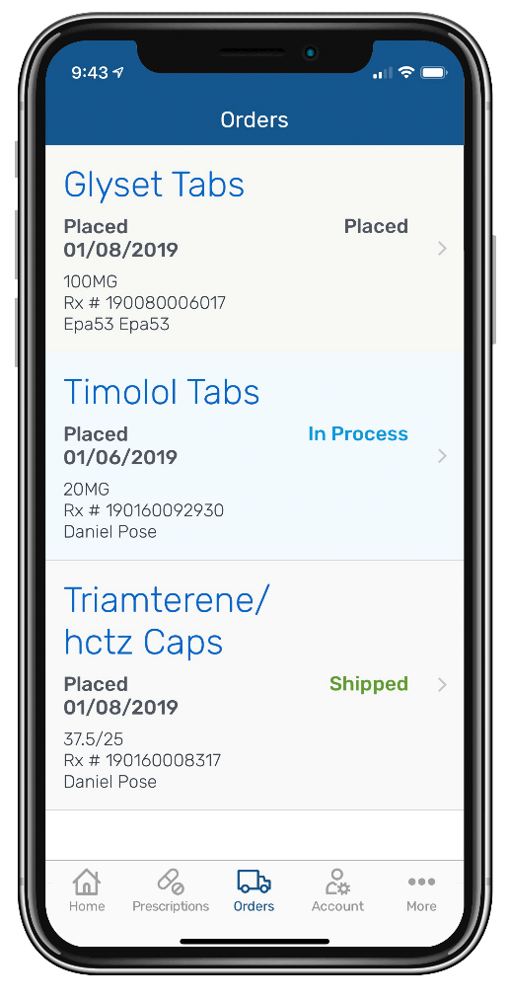 9:43
Orders
Glyset Tabs
Placed
Placed
01/08/2019
100MG
Rx # 190080006017
Epa53 Epa53
Timolol Tabs
Placed
In Process
01/06/2019
20MG
Rx # 190160092930
Daniel Pose
Triamterene/
hctz Caps
Placed
Shipped
01/08/2019
37.5/25
Rx # 190160008317
Daniel Pose
Home Prescriptions Orders Account More